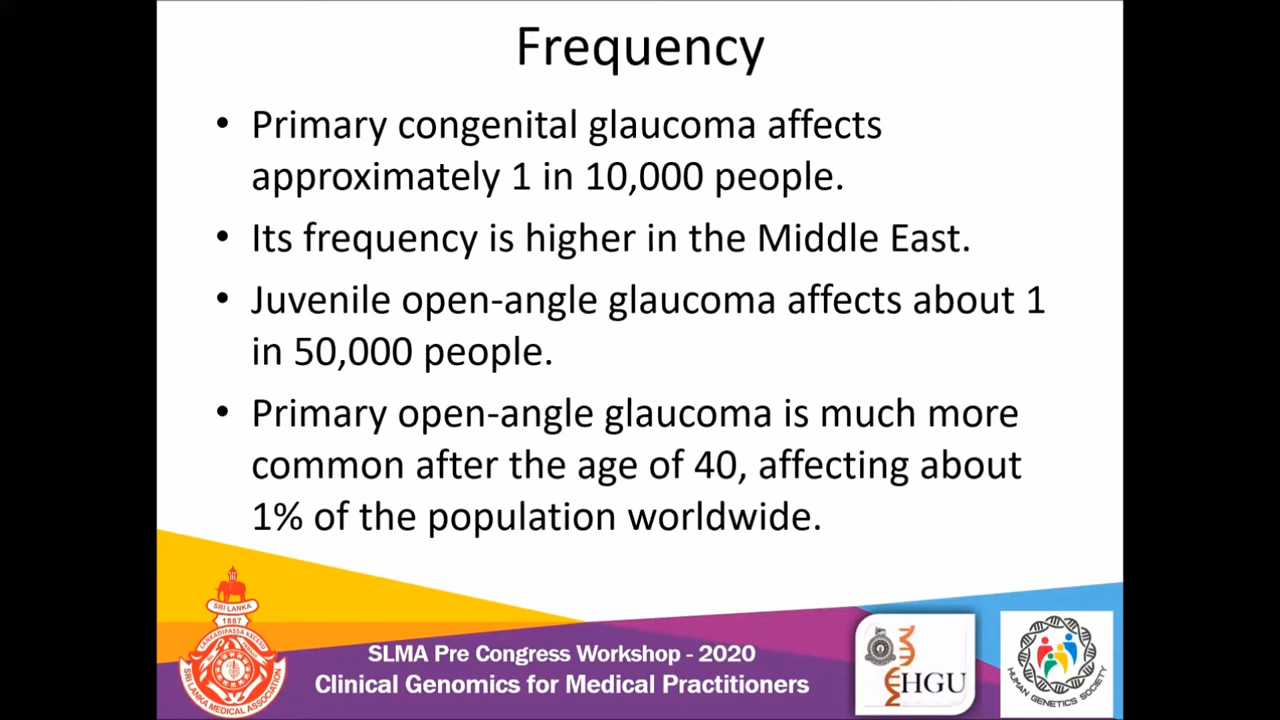 Frequency
• Primary congenital glaucoma affects
approximately 1 in 10,000 people.
• Its frequency is higher in the Middle East.
• Juvenile open-angle glaucoma affects about 1
in 50,000 people.
• Primary open-angle glaucoma is much more
common after the age of 40, affecting about
1% of the population worldwide.
SRI LANKA
1887
SRI LANKA MEDICAL ASSOCIATION
SLMA Pre Congress Workshop - 2020
Clinical Genomics for Medical Practitioners
HGU
HUMAN GENETICS SOCIETY